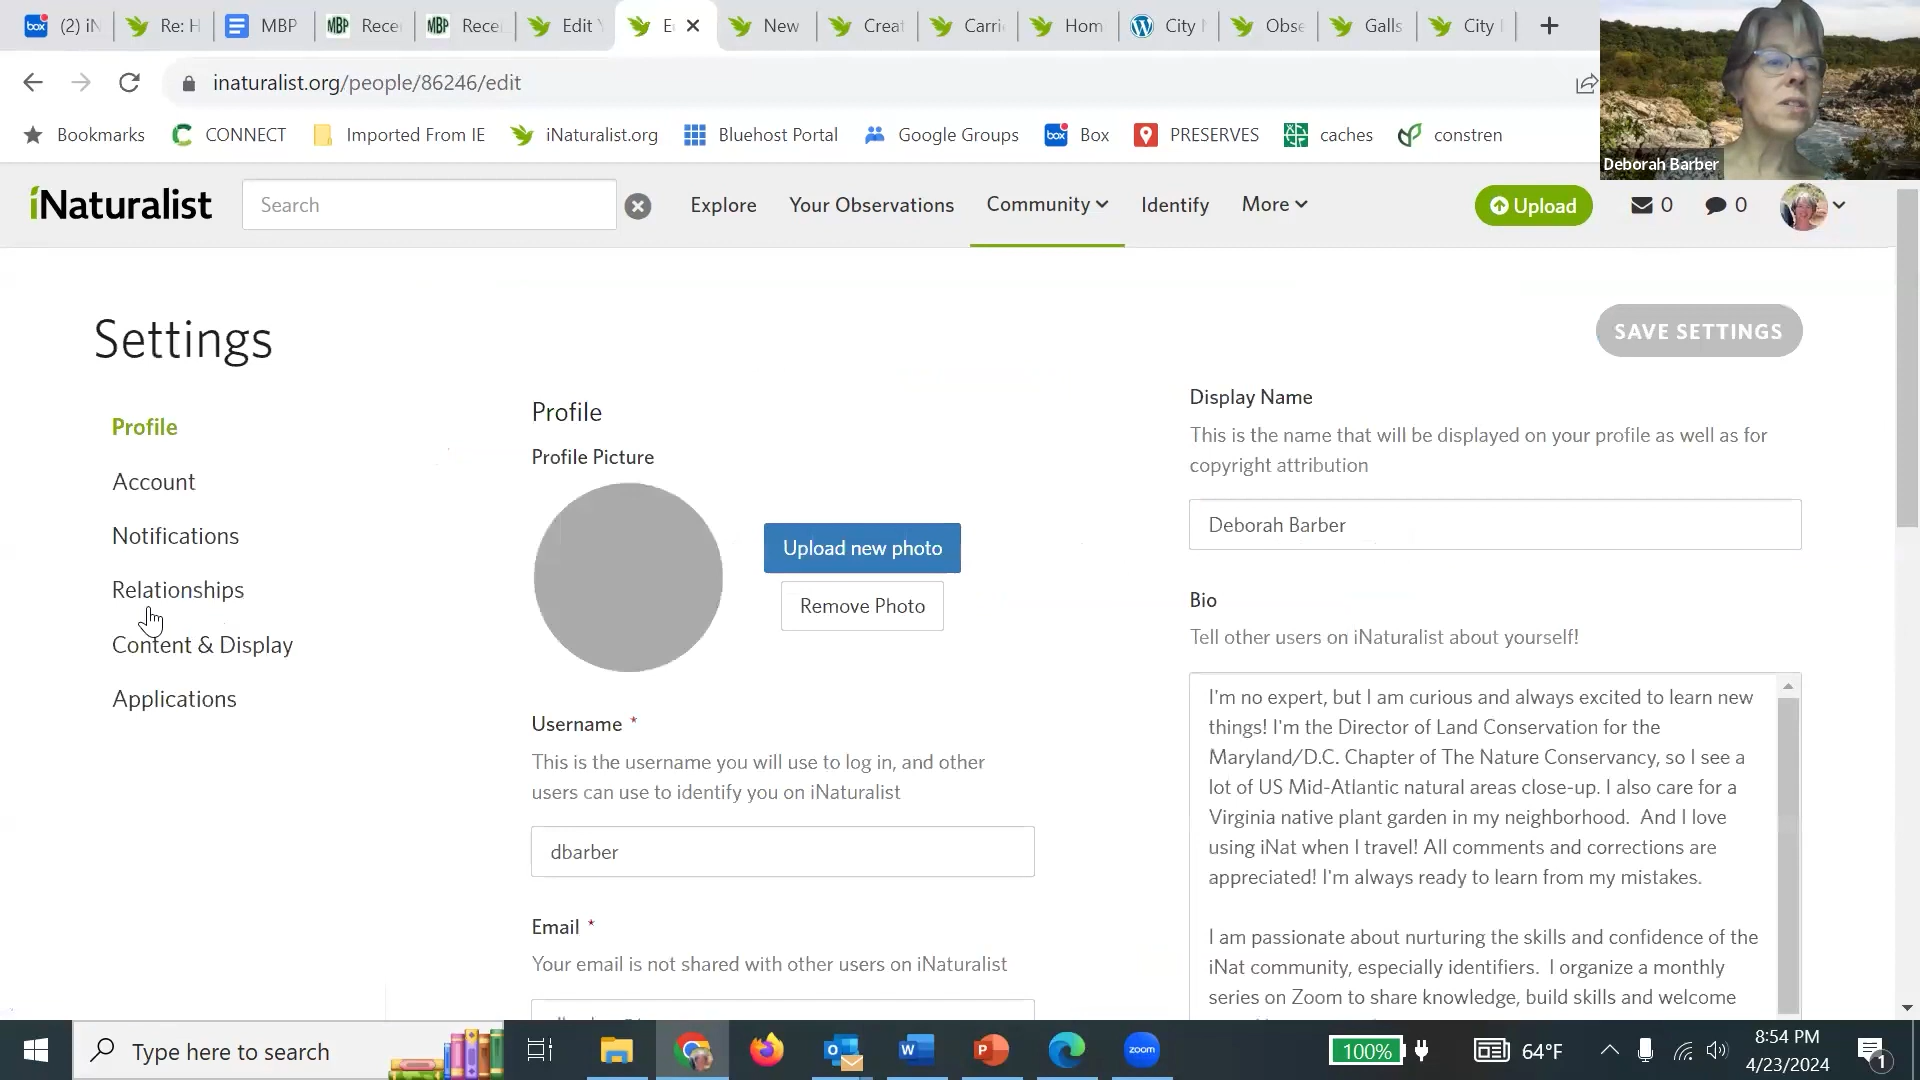 (2) iN
Re: H
MBP
MBP Rece
MBP Rece
Edit Y
E
New
Creat
Carri
Hom
City
Obse
Galls
City
inaturalist.org/people/86246/edit
Bookmarks
CONNECT
Imported From IE
iNaturalist.org
Bluehost Portal
Google Groups
box Box
PRESERVES
caches
constren
Deborah Barber
iNaturalist
Search
Explore
Your Observations
Community
Identify
More
Upload
0
0
Settings
SAVE SETTINGS
Profile
Account
Notifications
Relationships
Content & Display
Applications
Profile
Profile Picture
Upload new photo
Remove Photo
Username *
This is the username you will use to log in, and other
users can use to identify you on iNaturalist
dbarber
Email *
Your email is not shared with other users on iNaturalist
Display Name
This is the name that will be displayed on your profile as well as for
copyright attribution
Deborah Barber
Bio
Tell other users on iNaturalist about yourself!
I'm no expert, but I am curious and always excited to learn new
things! I'm the Director of Land Conservation for the
Maryland/D.C. Chapter of The Nature Conservancy, so I see a
lot of US Mid-Atlantic natural areas close-up. I also care for a
Virginia native plant garden in my neighborhood. And I love
using iNat when I travel! All comments and corrections are
appreciated! I'm always ready to learn from my mistakes.
I am passionate about nurturing the skills and confidence of the
iNat community, especially identifiers. I organize a monthly
series on Zoom to share knowledge, build skills and welcome
Type here to search
zoom
100%
64°F
8:54 PM
4/23/2024
1